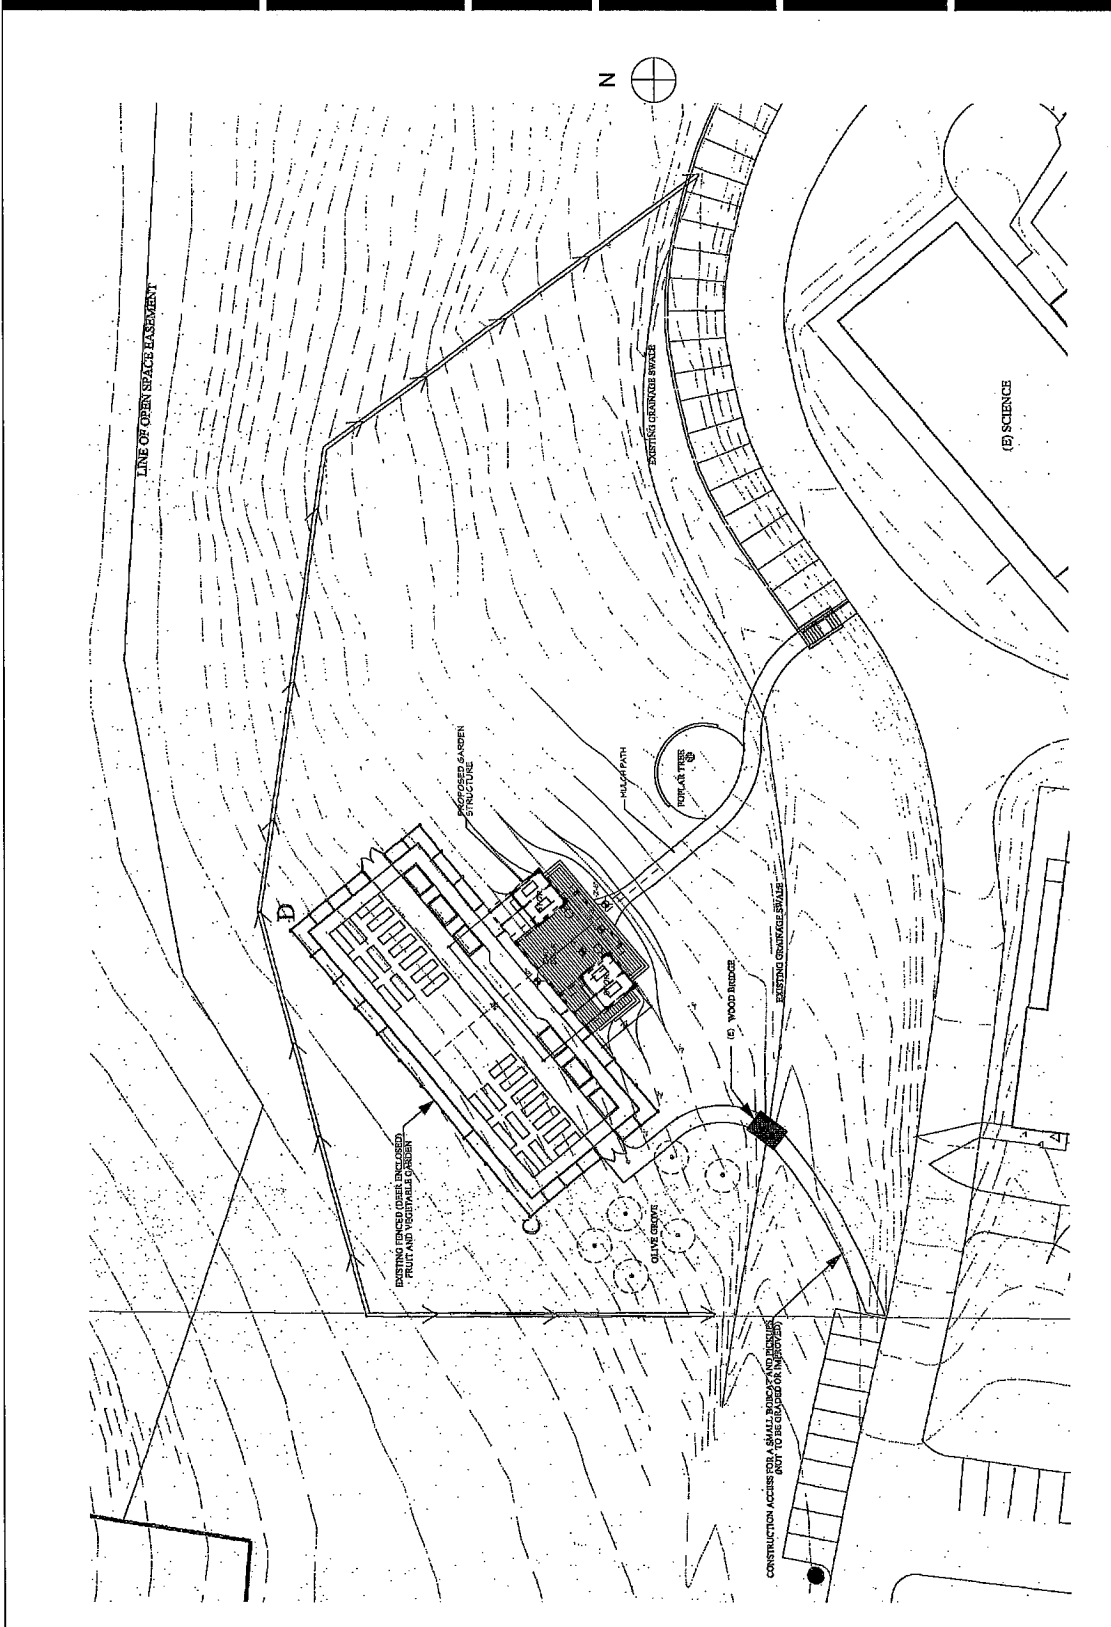 N
LINE OF OPEN SPACE EASEMENT
EXISTING GRAINAGE SWALE
(E) SCIENCE
PROPOSED GARDEN
STRUCTURE
MULCH PATH
POPLAR TREE
D
EXISTING GRAINAGE SWALE
(E) WOOD BRIDGE
EXISTING FENCED (DEER ENCLOSED)
FRUIT AND VEGETABLE GARDEN
C
OLIVE GROVE
CONSTRUCTION ACCESS FOR A SMALL BOBCAT AND PICKUPS
(NOT TO BE GRADED OR IMPROVED)